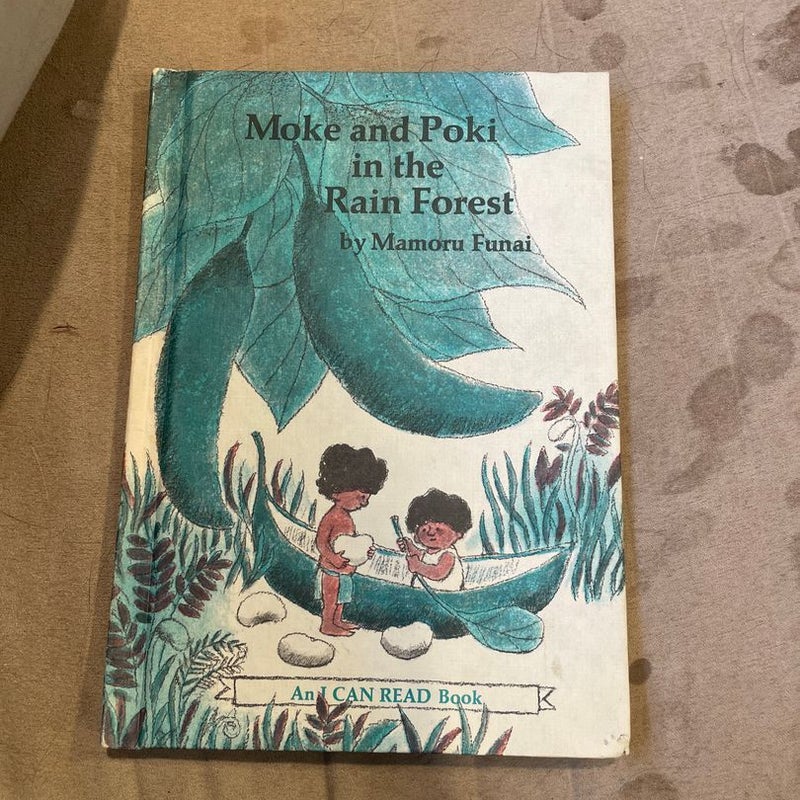 Moke and Poki
in the
Rain Forest
by Mamoru Funai
An I CAN READ Book